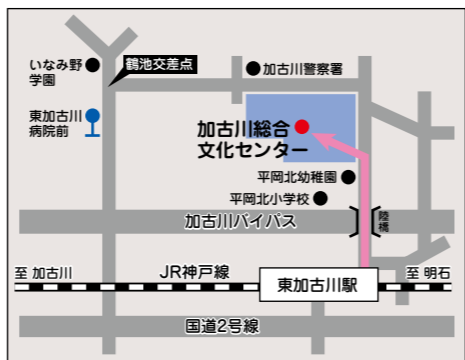 いなみ野
学園
鶴池交差点
加古川警察署
東加古川
病院前
加古川総合
文化センター
平岡北幼稚園
平岡北小学校
加古川バイパス
陸橋
至 加古川
JR神戸線
東加古川駅
至 明石
国道2号線